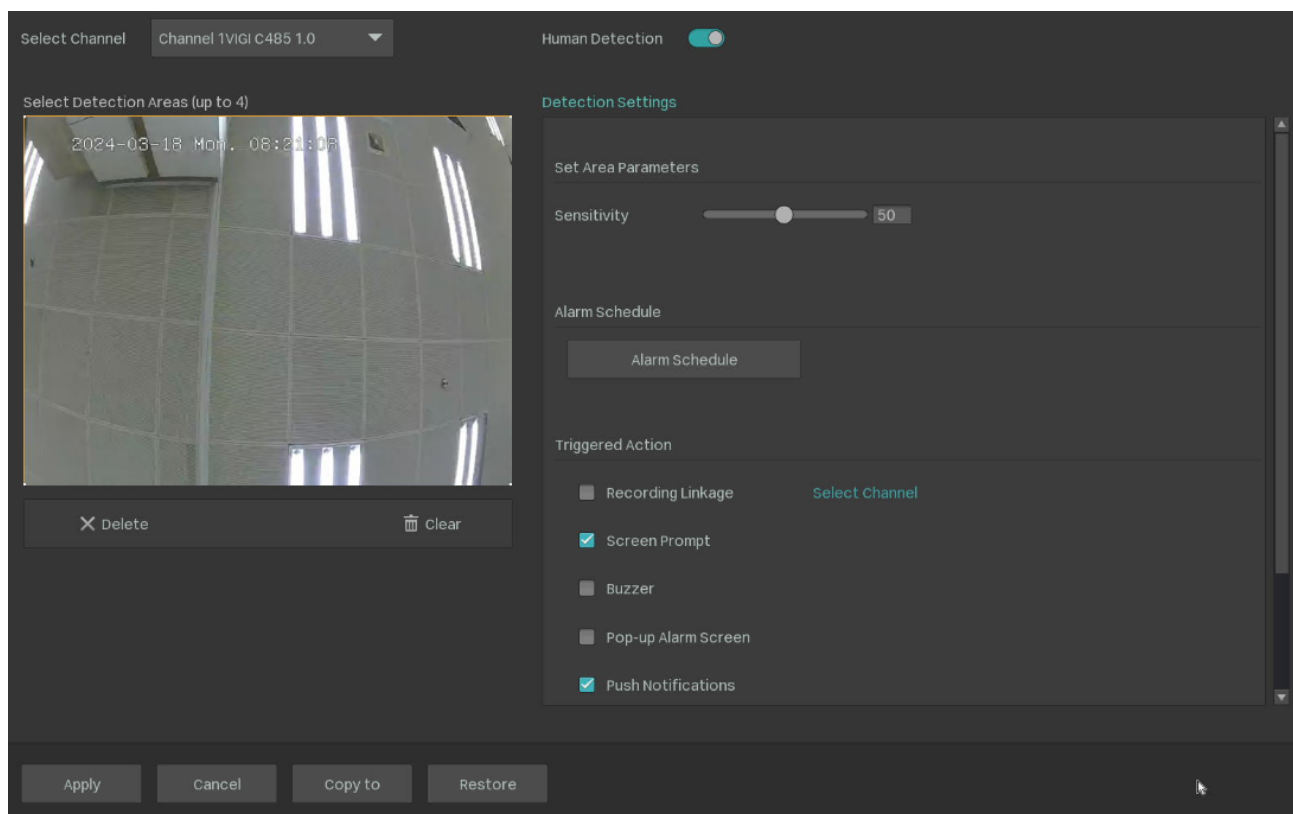 Select Channel Channel 1VIGI C485 1.0 Human Detection
Select Detection Areas (up to 4)
2024-03-18 Mon. 08:21:08
Delete Clear
Detection Settings
Set Area Parameters
Sensitivity 50
Alarm Schedule
Alarm Schedule
Triggered Action
Recording Linkage Select Channel
Screen Prompt
Buzzer
Pop-up Alarm Screen
Push Notifications
Apply Cancel Copy to Restore